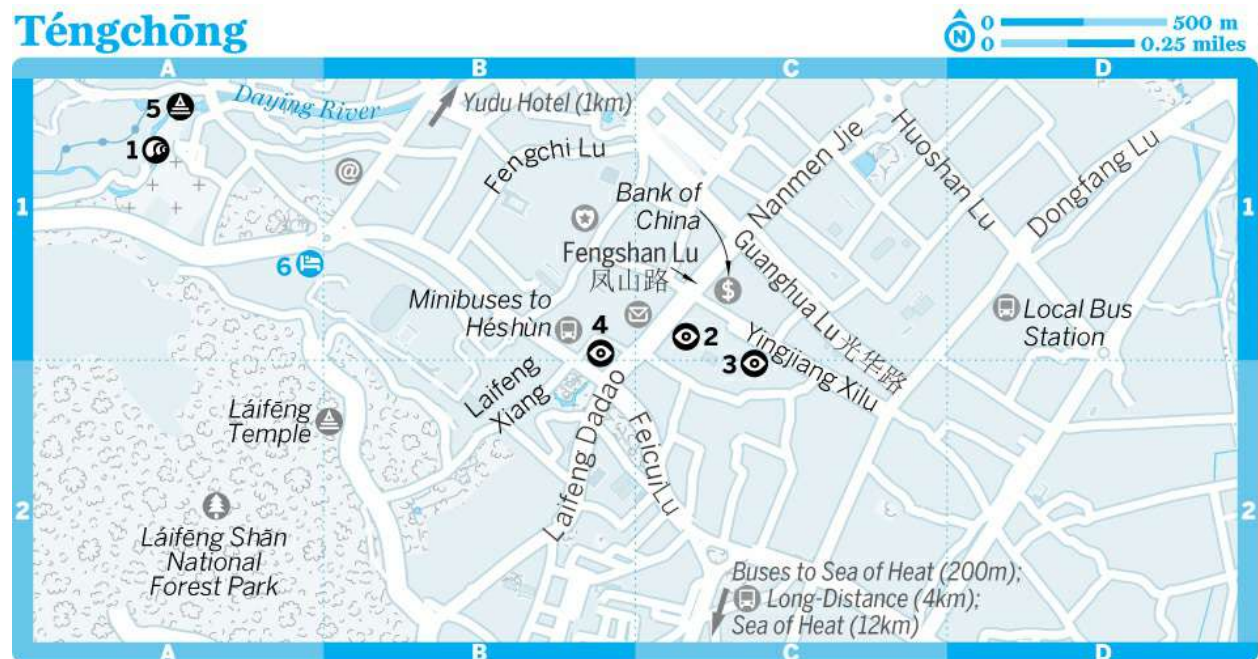 Téngchōng
N
0 500 m
0 0.25 miles
A B C D
5
Dayīng River
Yudu Hotel (1km)
1
@
Fengchi Lu
Nanmen Jie
Huoshan Lu
Dongfang Lu
1
1
Bank of
China
Fengshan Lu
凤山路
Guanghua Lu 光华路
6
$
Minibuses to
Héshùn
4
2
3
Yingjiang Xilu
Local Bus
Station
Laifeng
Xiang
Láifēng
Temple
Laifeng Dadao
Feicui Lu
2
2
Láifēng Shān
National
Forest Park
Buses to Sea of Heat (200m);
Long-Distance (4km);
Sea of Heat (12km)
A B C D